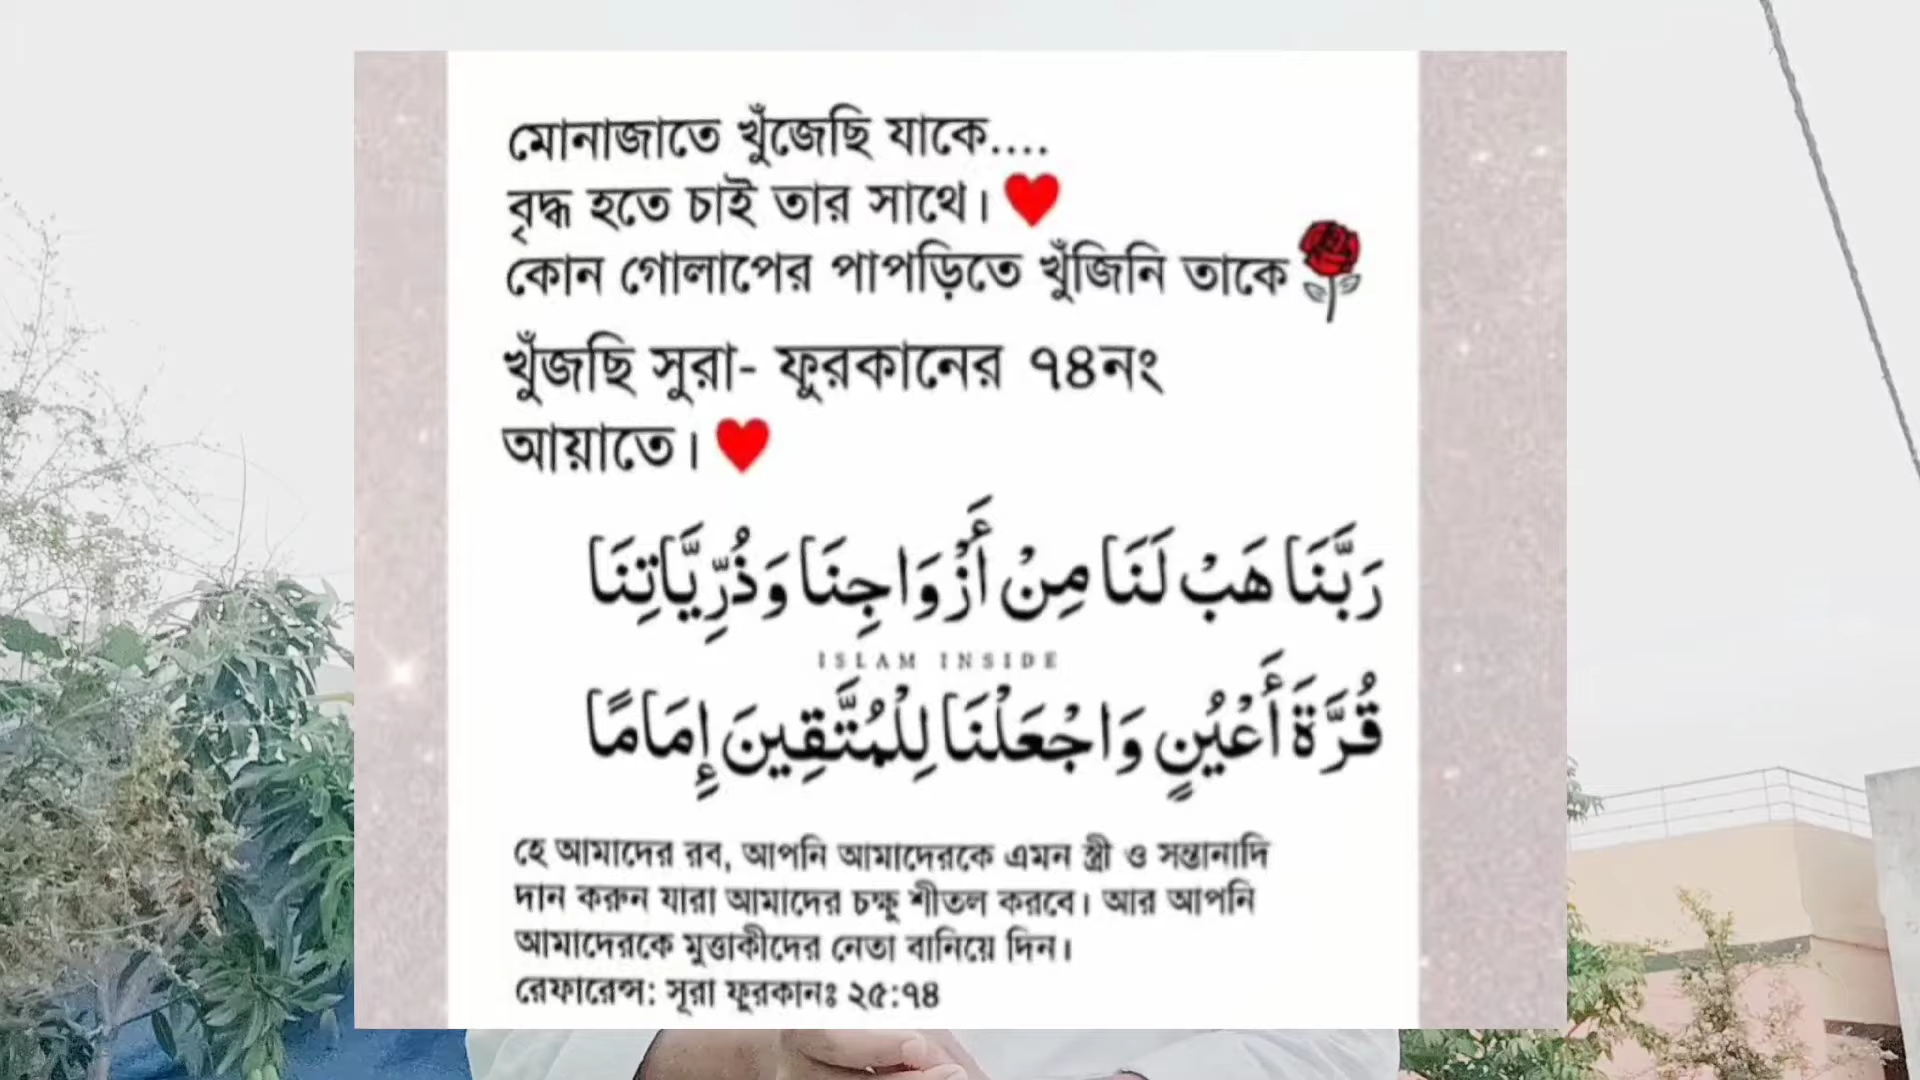 মোনাজাতে খুঁজেছি যাকে....
বৃদ্ধ হতে চাই তার সাথে।
কোন গোলাপের পাপড়িতে খুঁজিনি তাকে
খুঁজছি সুরা- ফুরকানের ৭৪নং
আয়াতে।
رَبَّنَا هَبْ لَنَا مِنْ أَزْوَاجِنَا وَذُرِّيَّاتِنَا
ISLAM INSIDE
قُرَّةَ أَعْيُنٍ وَاجْعَلْنَا لِلْمُتَّقِينَ إِمَامًا
হে আমাদের রব, আপনি আমাদেরকে এমন স্ত্রী ও সন্তানাদি
দান করুন যারা আমাদের চক্ষু শীতল করবে। আর আপনি
আমাদেরকে মুত্তাকীদের নেতা বানিয়ে দিন।
রেফারেন্স: সূরা ফুরকানঃ ২৫:৭৪